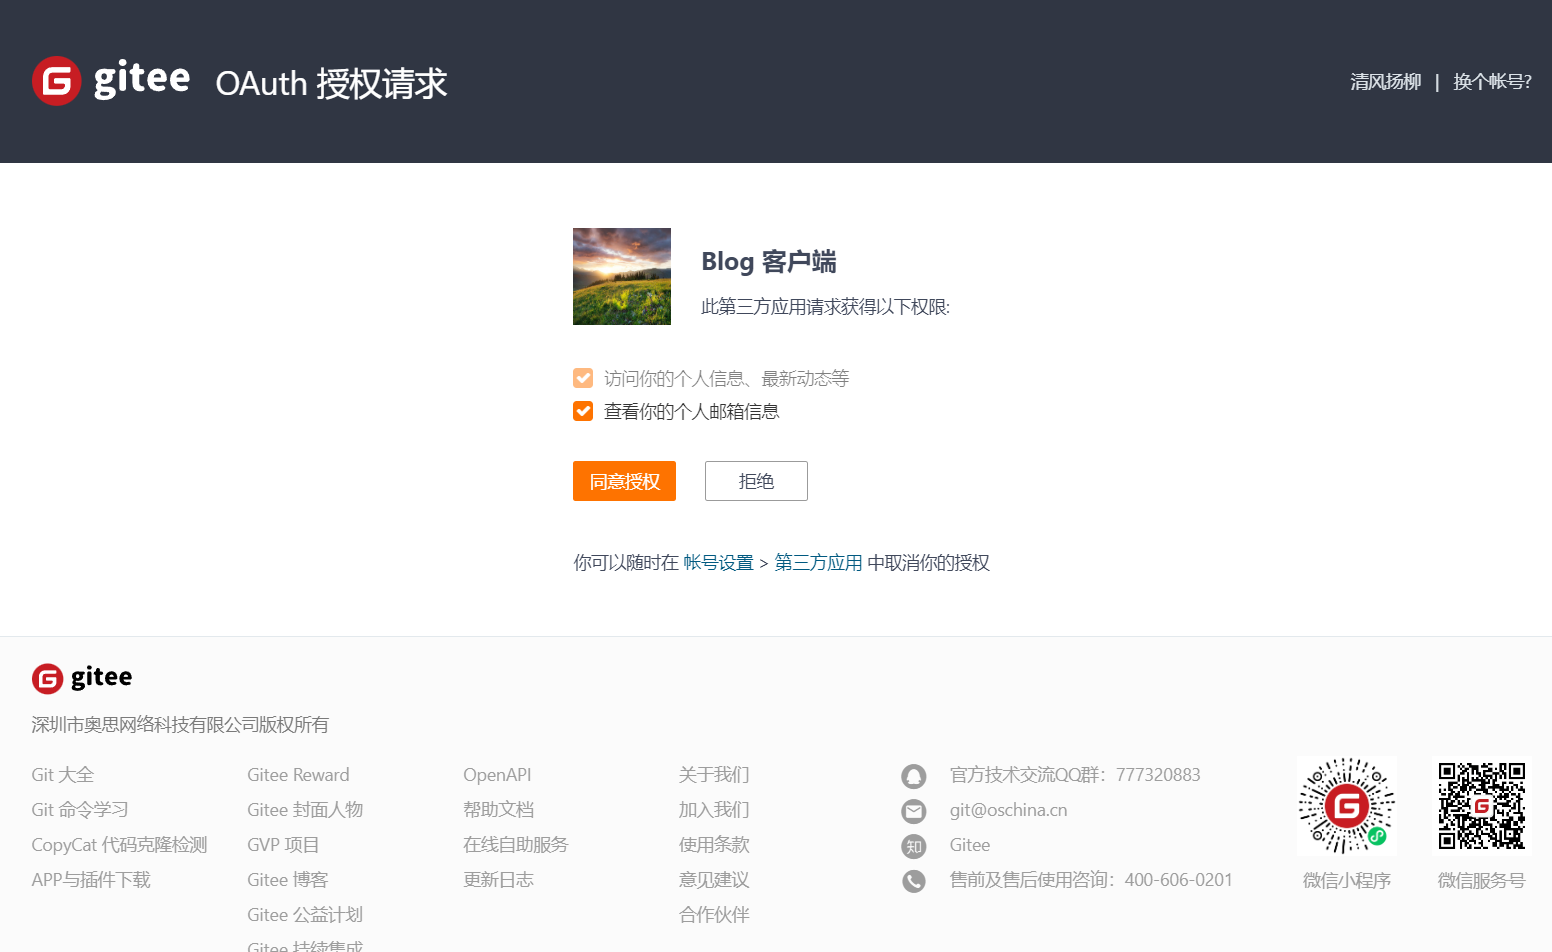 gitee OAuth 授权请求
清风扬柳 | 换个帐号?
Blog 客户端
此第三方应用请求获得以下权限:
访问你的个人信息、最新动态等
查看你的个人邮箱信息
同意授权 拒绝
你可以随时在 帐号设置 > 第三方应用 中取消你的授权
gitee
深圳市奥思网络科技有限公司版权所有
Git 大全
Git 命令学习
CopyCat 代码克隆检测
APP与插件下载
Gitee Reward
Gitee 封面人物
GVP 项目
Gitee 博客
Gitee 公益计划
Gitee 持续集成
OpenAPI
帮助文档
在线自助服务
更新日志
关于我们
加入我们
使用条款
意见建议
合作伙伴
官方技术交流QQ群：777320883
git@oschina.cn
知 Gitee
售前及售后使用咨询：400-606-0201
微信小程序
微信服务号